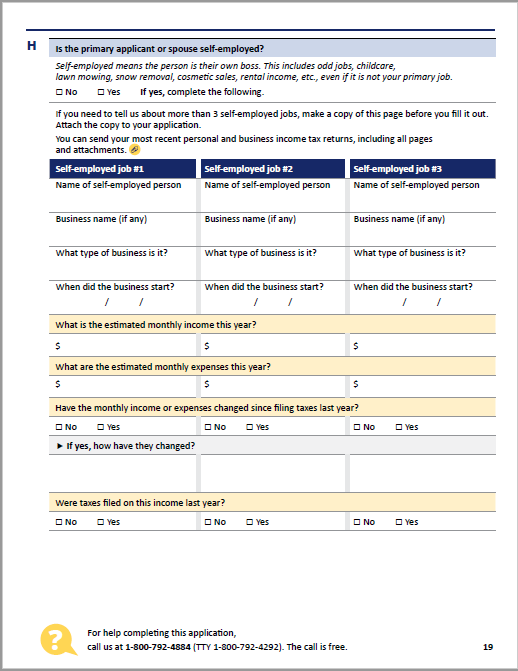 H
Is the primary applicant or spouse self-employed?
Self-employed means the person is their own boss. This includes odd jobs, childcare,
lawn mowing, snow removal, cosmetic sales, rental income, etc., even if it is not your primary job.
☐ No ☐ Yes If yes, complete the following.
If you need to tell us about more than 3 self-employed jobs, make a copy of this page before you fill it out.
Attach the copy to your application.
You can send your most recent personal and business income tax returns, including all pages
and attachments.
Self-employed job #1 Self-employed job #2 Self-employed job #3
Name of self-employed person Name of self-employed person Name of self-employed person
Business name (if any) Business name (if any) Business name (if any)
What type of business is it? What type of business is it? What type of business is it?
When did the business start? When did the business start? When did the business start?
/ / / / / /
What is the estimated monthly income this year?
$ $ $
What are the estimated monthly expenses this year?
$ $ $
Have the monthly income or expenses changed since filing taxes last year?
☐ No ☐ Yes ☐ No ☐ Yes ☐ No ☐ Yes
► If yes, how have they changed?
Were taxes filed on this income last year?
☐ No ☐ Yes ☐ No ☐ Yes ☐ No ☐ Yes
?
For help completing this application,
call us at 1-800-792-4884 (TTY 1-800-792-4292). The call is free.
19